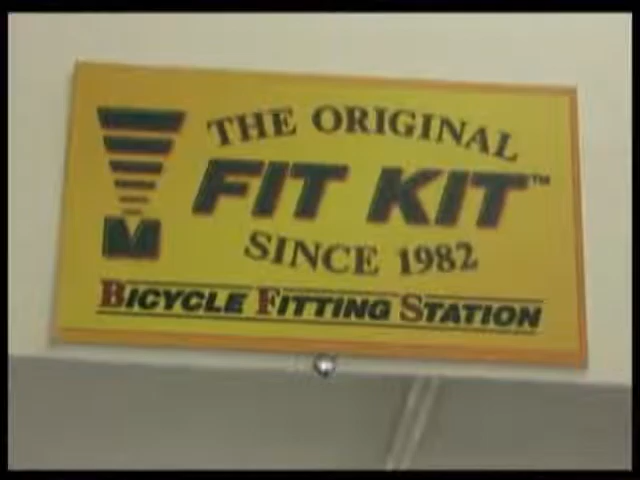 THE ORIGINAL
FIT KIT™
SINCE 1982
BICYCLE FITTING STATION